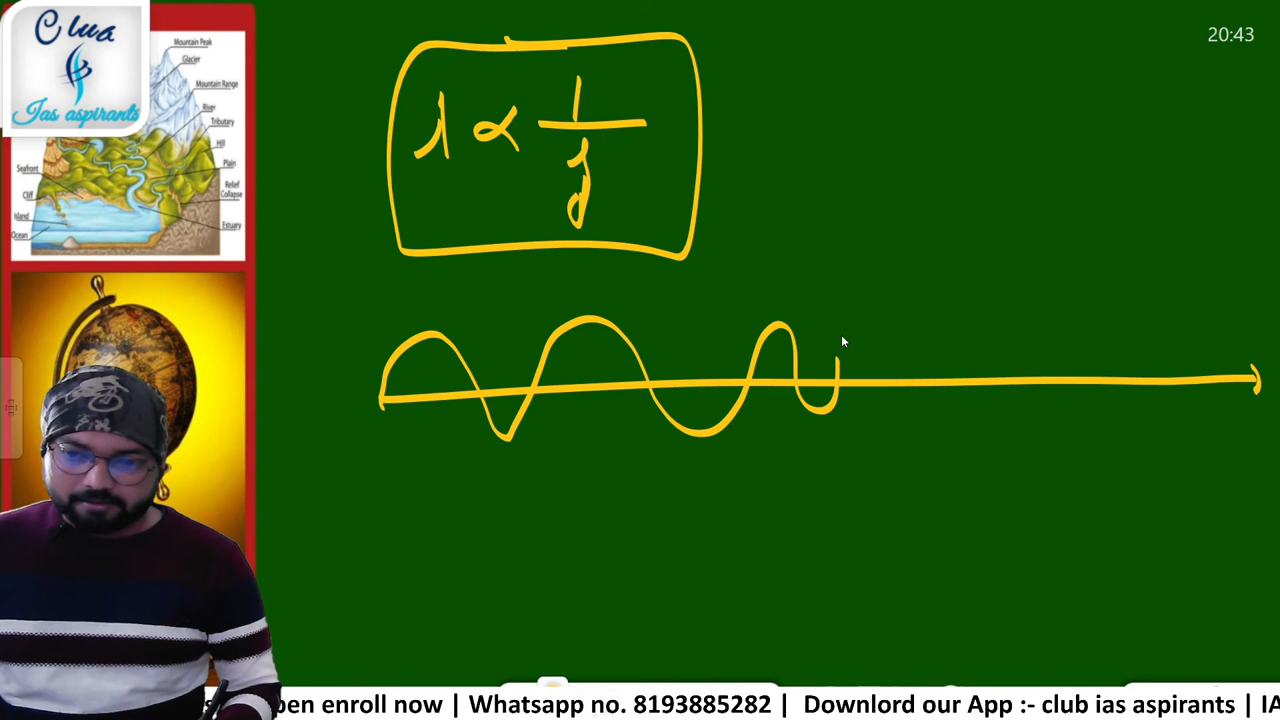 Clua
Ias aspirants
Mountain Peak
Glacier
Mountain Range
River
Tributary
Hill
Plain
Seafront
Relief
Collapse
Cliff
Island
Estuary
Ocean
20:43
λ ∝ 1/
pen enroll now | Whatsapp no. 8193885282 | Downlord our App :- club ias aspirants | IA